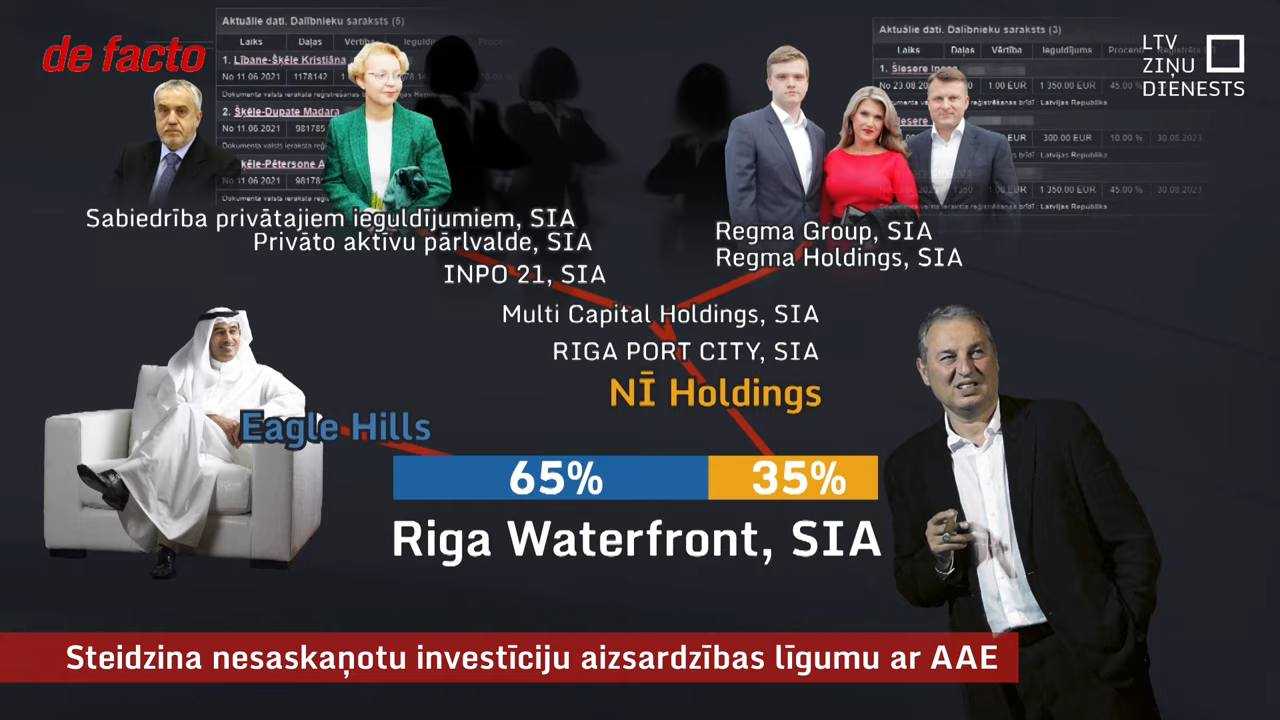 de facto
Aktuālie dati. Dalībnieku saraksts (5)
Laiks Daļas Vērtība
1. Lībane-Šķēle Kristiāna
No 11.06.2021 1178142
2. Šķēle-Dupate Madara
No 11.06.2021 981785
ķēle-Pētersone A
11.06.2021 98178
Aktuālie dati. Dalībnieku saraksts (3)
Laiks Daļas Vērtība Ieguldījums
1. Šlesere
No 23.08 1.00 EUR 1 350.00 EUR 45.00 %
300.00 EUR 10.00 % 30.08.2023
1.00 EUR 1 350.00 EUR 45.00 % 30.08.2023
LTV
ZIŅU
DIENESTS
Sabiedrība privātajiem ieguldījumiem, SIA
Privāto aktīvu pārlvalde, SIA
INPO 21, SIA
Regma Group, SIA
Regma Holdings, SIA
Multi Capital Holdings, SIA
RIGA PORT CITY, SIA
NĪ Holdings
Eagle Hills
65% 35%
Riga Waterfront, SIA
Steidzina nesaskaņotu investīciju aizsardzības līgumu ar AAE